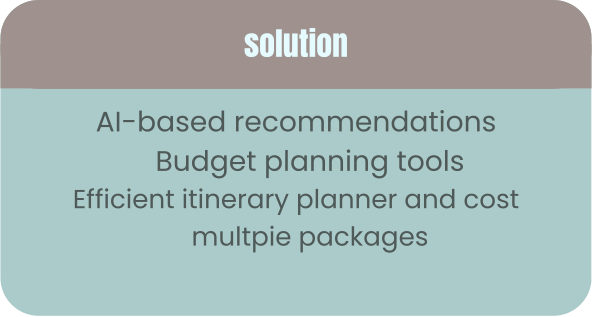 solution
AI-based recommendations
Budget planning tools
Efficient itinerary planner and cost
multpie packages